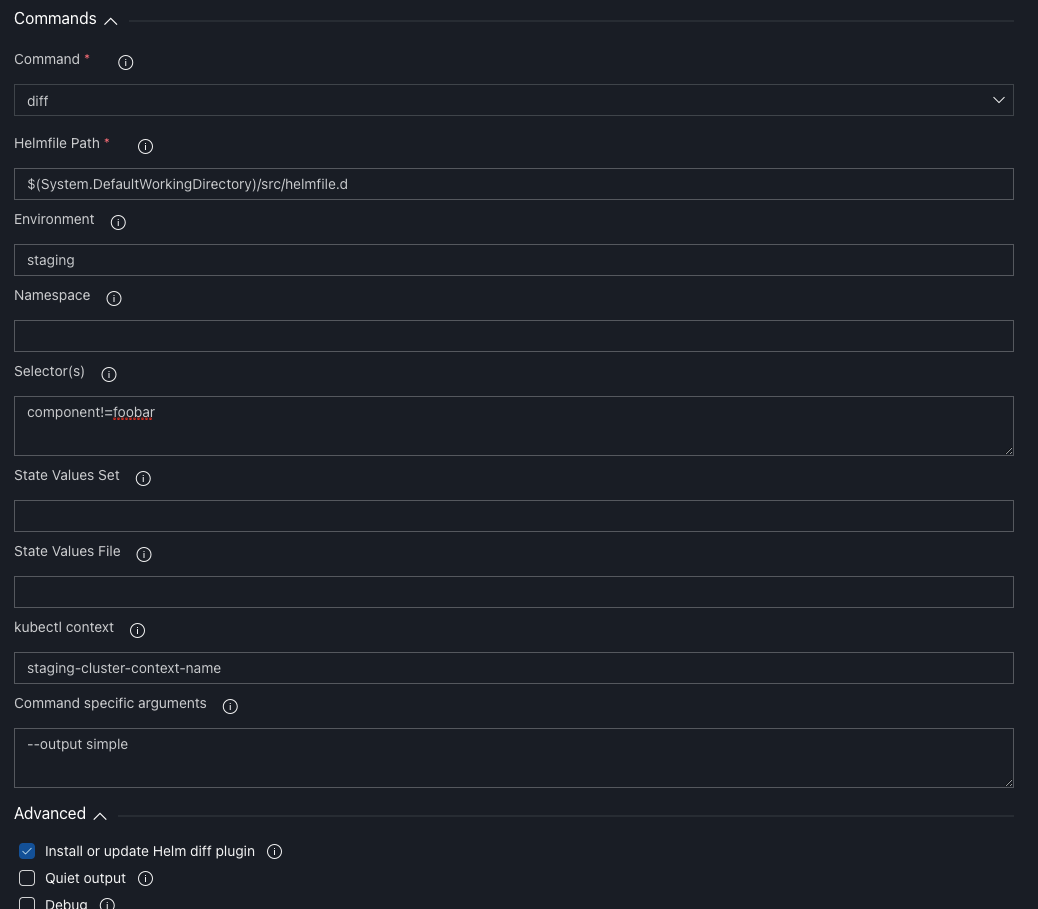 Commands
Command *
diff
Helmfile Path *
$(System.DefaultWorkingDirectory)/src/helmfile.d
Environment
staging
Namespace
Selector(s)
component!=foobar
State Values Set
State Values File
kubectl context
staging-cluster-context-name
Command specific arguments
--output simple
Advanced
Install or update Helm diff plugin
Quiet output
Debug